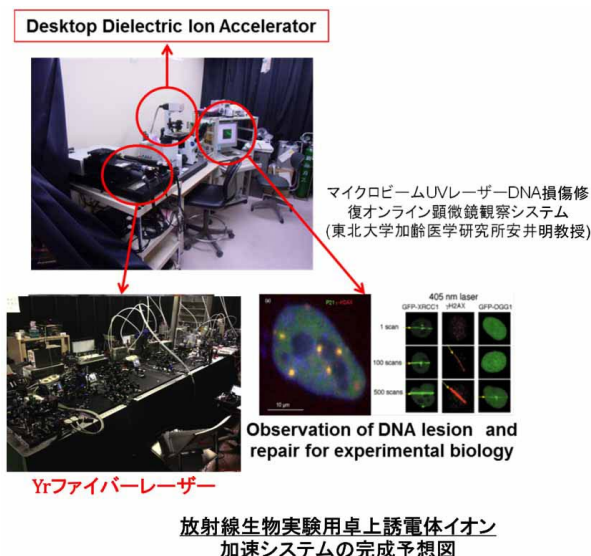 Desktop Dielectric Ion Accelerator
マイクロビームUVレーザーDNA損傷修
復オンライン顕微鏡観察システム
(東北大学加齢医学研究所安井明教授)
405 nm laser
GFP-XRCC1 γH2AX GFP-OGG1
1 scan
100 scans
500 scans
10 μm
Observation of DNA lesion and
repair for experimental biology
Yrファイバーレーザー
放射線生物実験用卓上誘電体イオン
加速システムの完成予想図